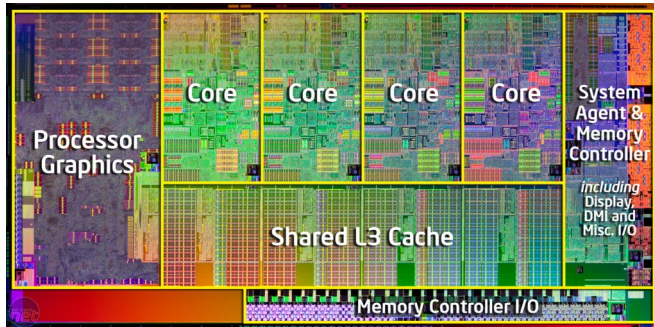 Processor
Graphics
Core
Core
Core
Core
System
Agent &
Memory
Controller
including
Display,
DMI and
Misc. I/O
Shared L3 Cache
Memory Controller I/O